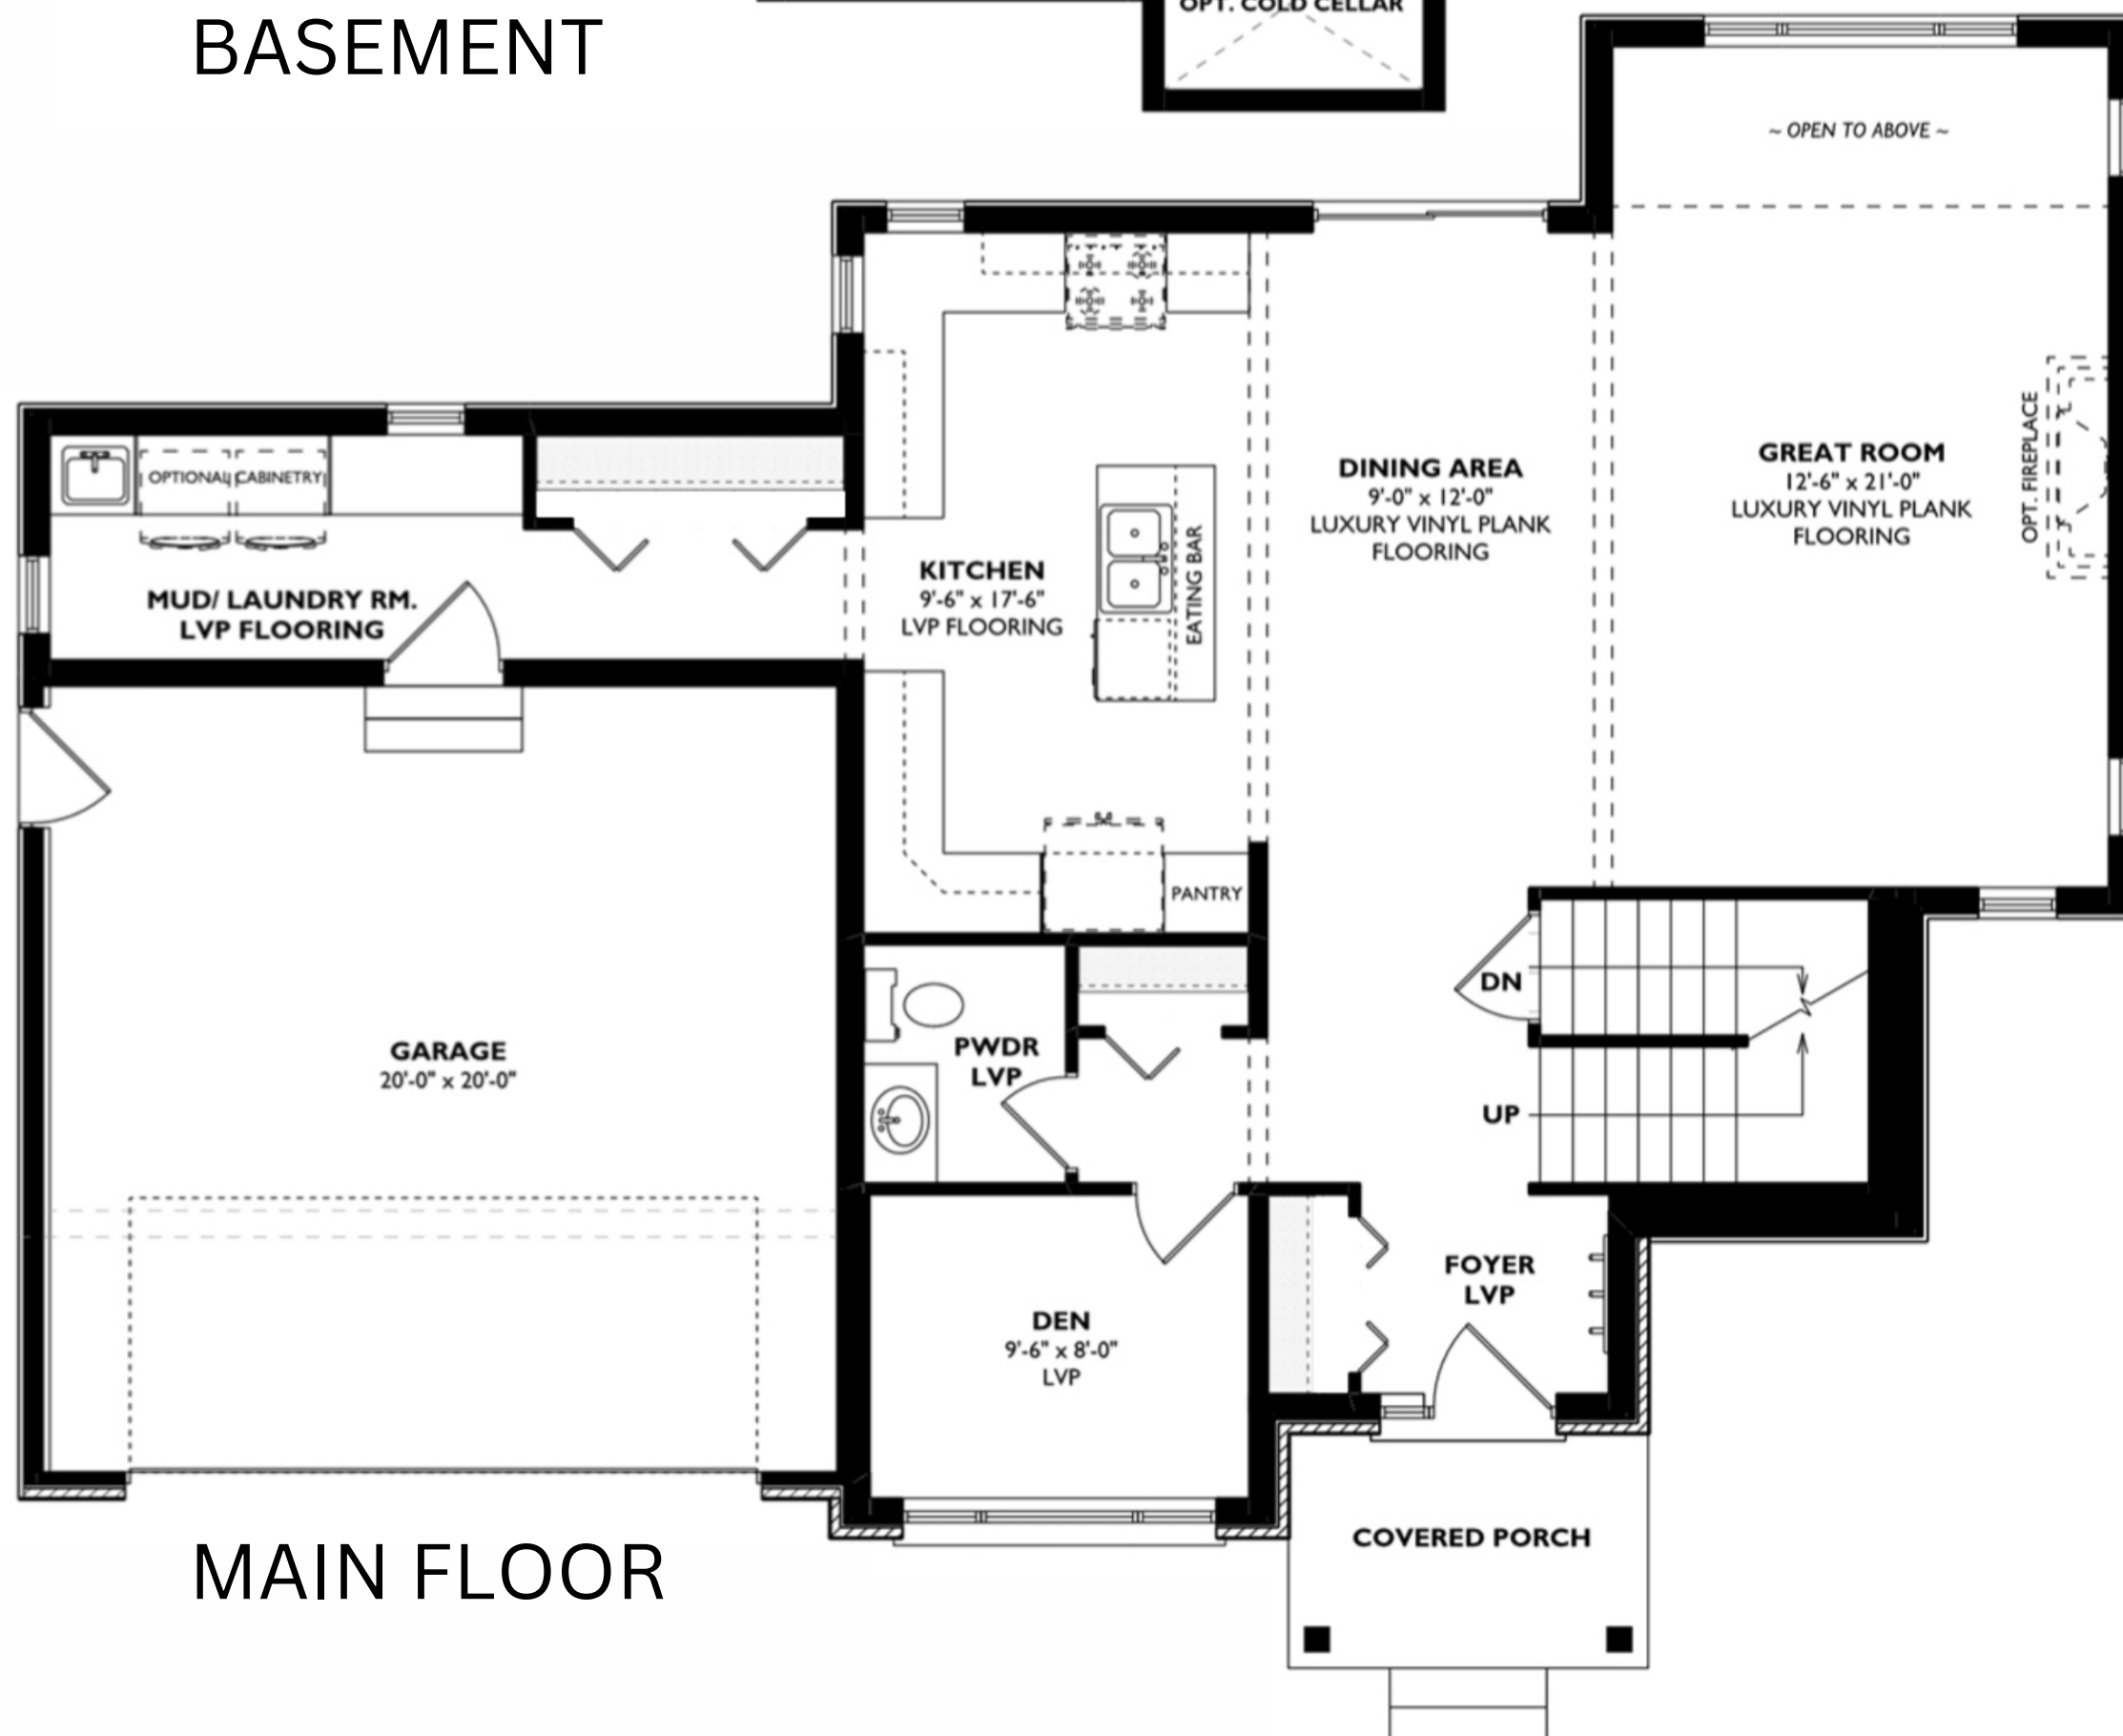 OPT. COLD CELLAR
BASEMENT
~ OPEN TO ABOVE ~
GREAT ROOM
12'-6" x 21'-0"
LUXURY VINYL PLANK
FLOORING
OPT. FIREPLACE
DINING AREA
9'-0" x 12'-0"
LUXURY VINYL PLANK
FLOORING
OPTIONAL CABINETRY
MUD/ LAUNDRY RM.
LVP FLOORING
KITCHEN
9'-6" x 17'-6"
LVP FLOORING
EATING BAR
PANTRY
DN
UP
PWDR
LVP
GARAGE
20'-0" x 20'-0"
FOYER
LVP
DEN
9'-6" x 8'-0"
LVP
COVERED PORCH
MAIN FLOOR